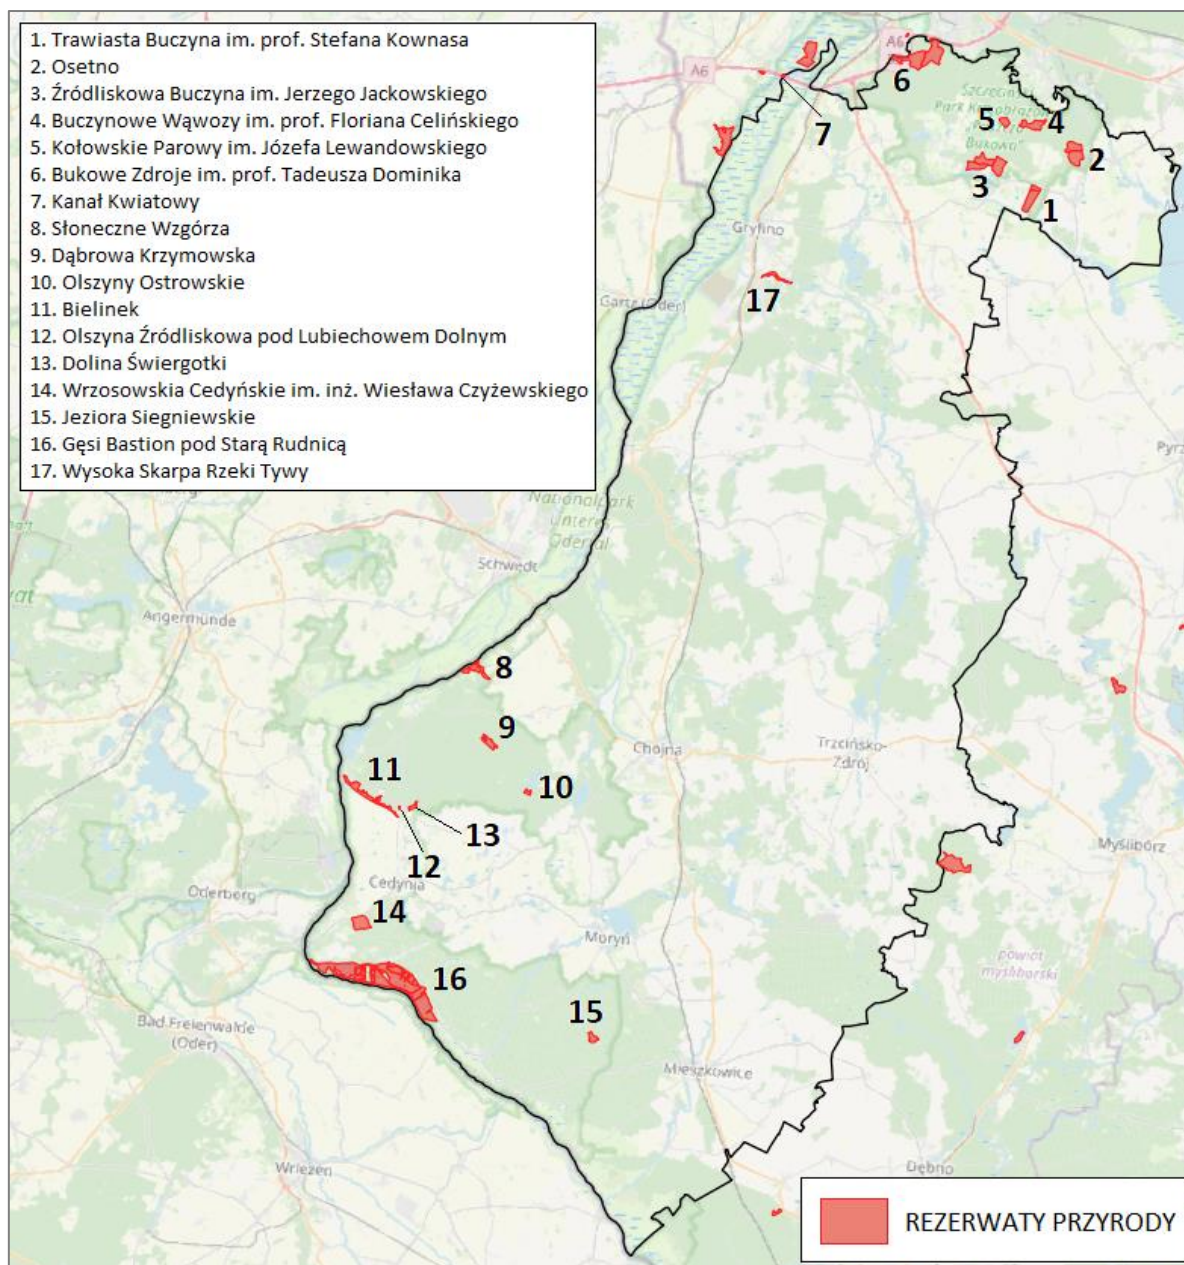 1. Trawiasta Buczyna im. prof. Stefana Kownasa
2. Osetno
3. Źródliskowa Buczyna im. Jerzego Jackowskiego
4. Buczynowe Wąwozy im. prof. Floriana Celińskiego
5. Kołowskie Parowy im. Józefa Lewandowskiego
6. Bukowe Zdroje im. prof. Tadeusza Dominika
7. Kanał Kwiatowy
8. Słoneczne Wzgórza
9. Dąbrowa Krzymowska
10. Olszyny Ostrowskie
11. Bielinek
12. Olszyna Źródliskowa pod Lubiechowem Dolnym
13. Dolina Świergotki
14. Wrzosowskia Cedyńskie im. inż. Wiesława Czyżewskiego
15. Jeziora Siegniewskie
16. Gęsi Bastion pod Starą Rudnicą
17. Wysoka Skarpa Rzeki Tywy
A6
A6
6
7
Szczeciński
Park Krajobrazowy
Bukowa"
5
4
2
3
1
Gryfino
17
Gartz (Oder)
Pyrz
Nationalpark
Unteres
Odertal
Schwedt
Angermünde
8
9
Chojna
Trzcińsko-
Zdrój
11
10
13
12
Myślibórz
Cedynia
Oderberg
14
Moryń
powiat
myśliborski
16
15
Bad Freienwalde
(Oder)
Mieszkowice
Wriezen
Dębno
REZERWATY PRZYRODY